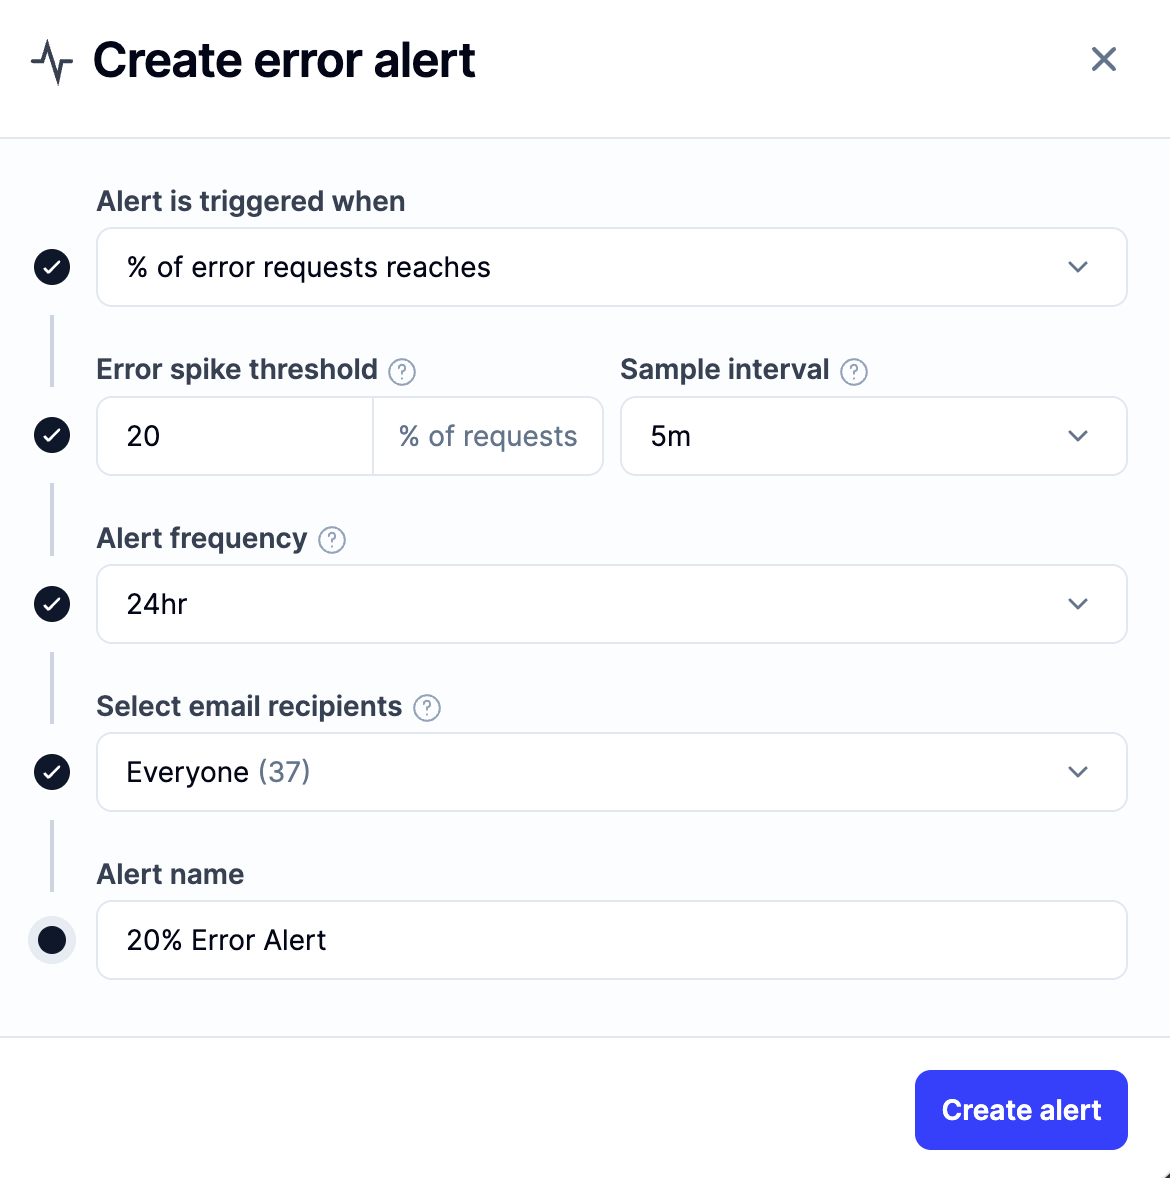 Create error alert
Alert is triggered when
% of error requests reaches
Error spike threshold ?
Sample interval ?
20
% of requests
5m
Alert frequency ?
24hr
Select email recipients ?
Everyone (37)
Alert name
20% Error Alert
Create alert